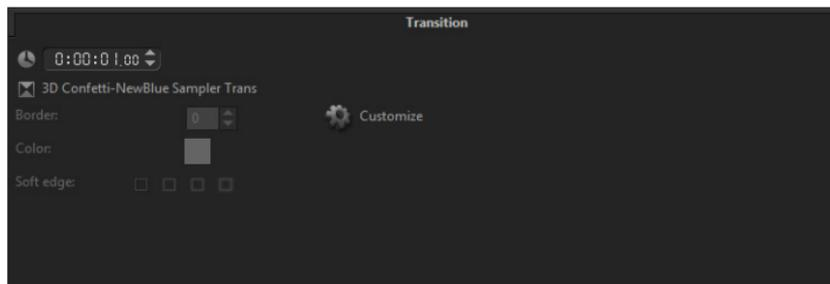 Transition
0:00:01.00
3D Confetti-NewBlue Sampler Trans
Border: 0 Customize
Color:
Soft edge: